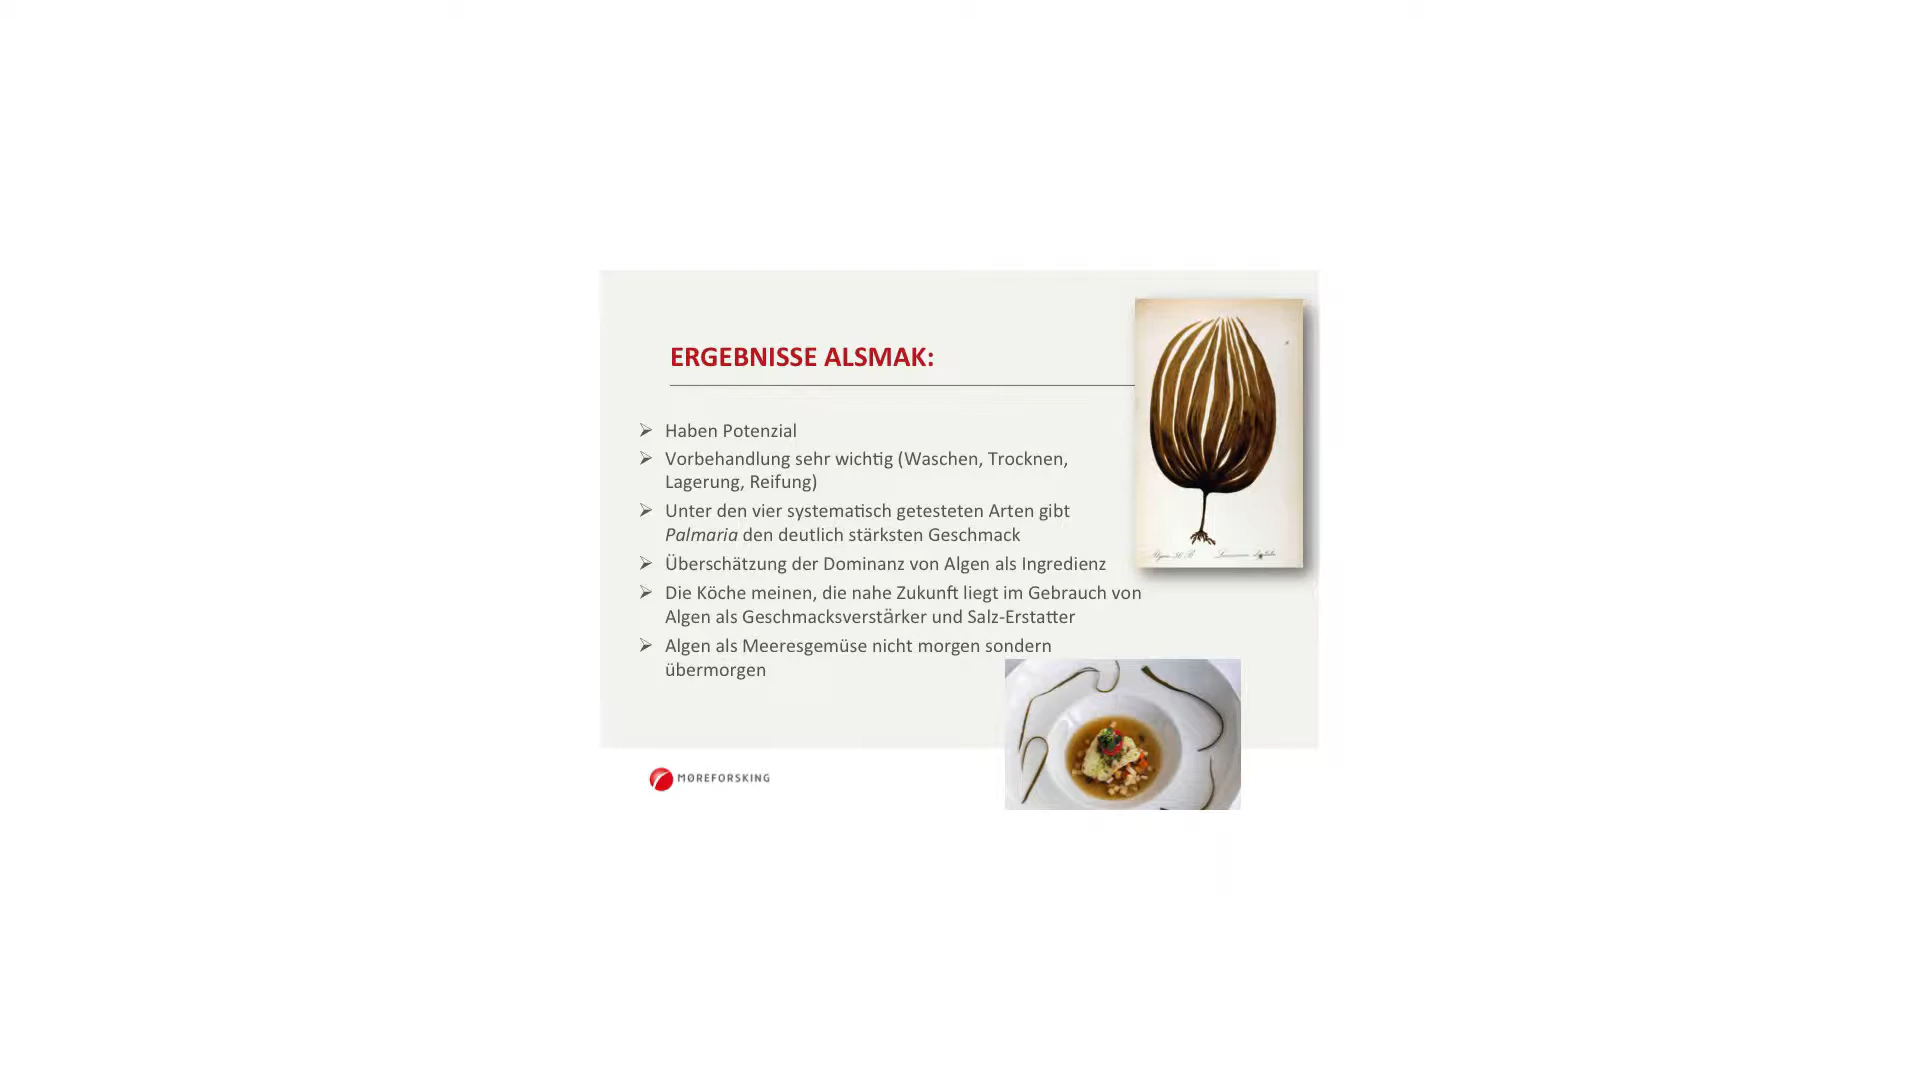 ERGEBNISSE ALSMAK:
Haben Potenzial
Vorbehandlung sehr wichtig (Waschen, Trocknen,
Lagerung, Reifung)
Unter den vier systematisch getesteten Arten gibt
Palmaria den deutlich stärksten Geschmack
Überschätzung der Dominanz von Algen als Ingredienz
Die Köche meinen, die nahe Zukunft liegt im Gebrauch von
Algen als Geschmacksverstärker und Salz-Erstatter
Algen als Meeresgemüse nicht morgen sondern
übermorgen
MØREFORSKING